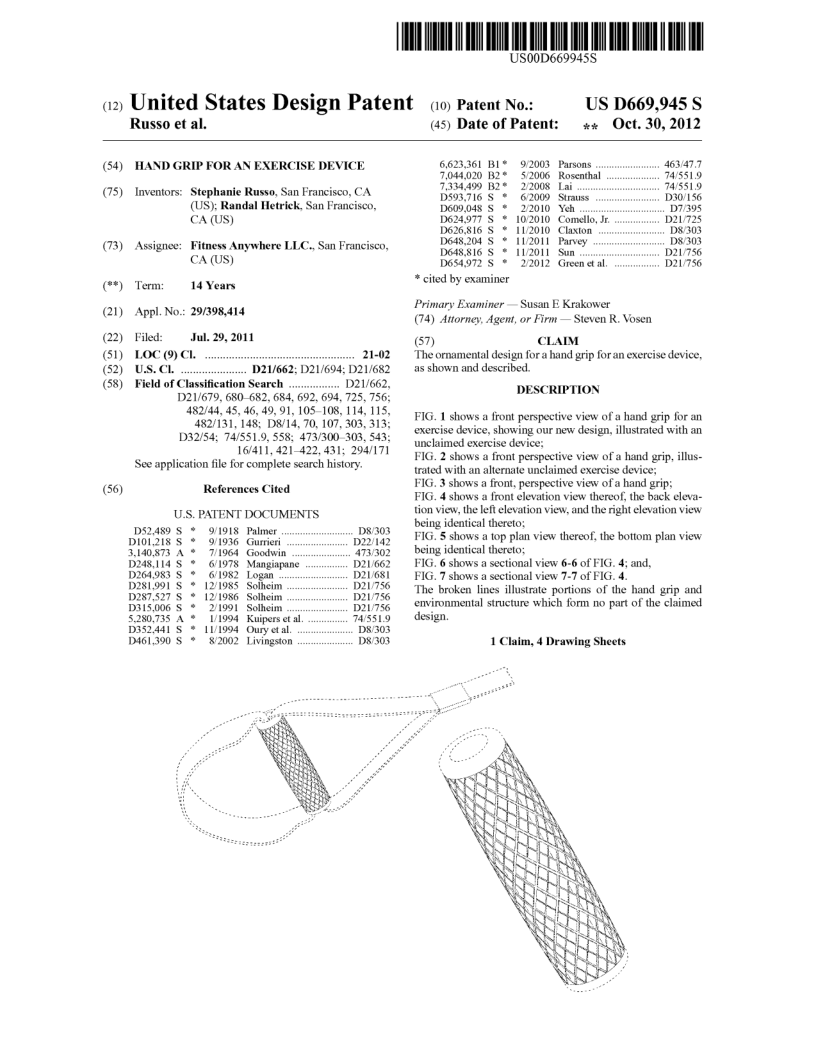 US00D669945S
(12) United States Design Patent
Russo et al.
(10) Patent No.: US D669,945 S
(45) Date of Patent: ** Oct. 30, 2012
(54) HAND GRIP FOR AN EXERCISE DEVICE
(75) Inventors: Stephanie Russo, San Francisco, CA
(US); Randal Hetrick, San Francisco,
CA (US)
(73) Assignee: Fitness Anywhere LLC., San Francisco,
CA (US)
(**) Term: 14 Years
(21) Appl. No.: 29/398,414
(22) Filed: Jul. 29, 2011
(51) LOC (9) Cl. .................................................. 21-02
(52) U.S. Cl. ...................... D21/662; D21/694; D21/682
(58) Field of Classification Search ................. D21/662,
D21/679, 680–682, 684, 692, 694, 725, 756;
482/44, 45, 46, 49, 91, 105–108, 114, 115,
482/131, 148; D8/14, 70, 107, 303, 313;
D32/54; 74/551.9, 558; 473/300–303, 543;
16/411, 421–422, 431; 294/171
See application file for complete search history.
(56) References Cited
U.S. PATENT DOCUMENTS
D52,489 S * 9/1918 Palmer ........................... D8/303
D101,218 S * 9/1936 Gurrieri ........................ D22/142
3,140,873 A * 7/1964 Goodwin ...................... 473/302
D248,114 S * 6/1978 Mangiapane ................ D21/662
D264,983 S * 6/1982 Logan .......................... D21/681
D281,991 S * 12/1985 Solheim ....................... D21/756
D287,527 S * 12/1986 Solheim ....................... D21/756
D315,006 S * 2/1991 Solheim ....................... D21/756
5,280,735 A * 1/1994 Kuipers et al. ............... 74/551.9
D352,441 S * 11/1994 Oury et al. ..................... D8/303
D461,390 S * 8/2002 Livingston ..................... D8/303
6,623,361 B1 * 9/2003 Parsons ........................ 463/47.7
7,044,020 B2 * 5/2006 Rosenthal .................... 74/551.9
7,334,499 B2 * 2/2008 Lai ............................... 74/551.9
D593,716 S * 6/2009 Strauss ........................ D30/156
D609,048 S * 2/2010 Yeh ................................ D7/395
D624,977 S * 10/2010 Comello, Jr. ................. D21/725
D626,816 S * 11/2010 Claxton ......................... D8/303
D648,204 S * 11/2011 Parvey ........................... D8/303
D648,816 S * 11/2011 Sun .............................. D21/756
D654,972 S * 2/2012 Green et al. ................. D21/756
* cited by examiner
Primary Examiner — Susan E Krakower
(74) Attorney, Agent, or Firm — Steven R. Vosen
(57) CLAIM
The ornamental design for a hand grip for an exercise device,
as shown and described.
DESCRIPTION
FIG. 1 shows a front perspective view of a hand grip for an
exercise device, showing our new design, illustrated with an
unclaimed exercise device;
FIG. 2 shows a front perspective view of a hand grip, illus-
trated with an alternate unclaimed exercise device;
FIG. 3 shows a front, perspective view of a hand grip;
FIG. 4 shows a front elevation view thereof, the back eleva-
tion view, the left elevation view, and the right elevation view
being identical thereto;
FIG. 5 shows a top plan view thereof, the bottom plan view
being identical thereto;
FIG. 6 shows a sectional view 6-6 of FIG. 4; and,
FIG. 7 shows a sectional view 7-7 of FIG. 4.
The broken lines illustrate portions of the hand grip and
environmental structure which form no part of the claimed
design.
1 Claim, 4 Drawing Sheets